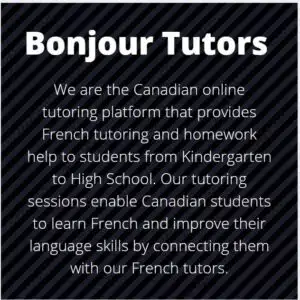 Bonjour Tutors
We are the Canadian online
tutoring platform that provides
French tutoring and homework
help to students from Kindergarten
to High School. Our tutoring
sessions enable Canadian students
to learn French and improve their
language skills by connecting them
with our French tutors.